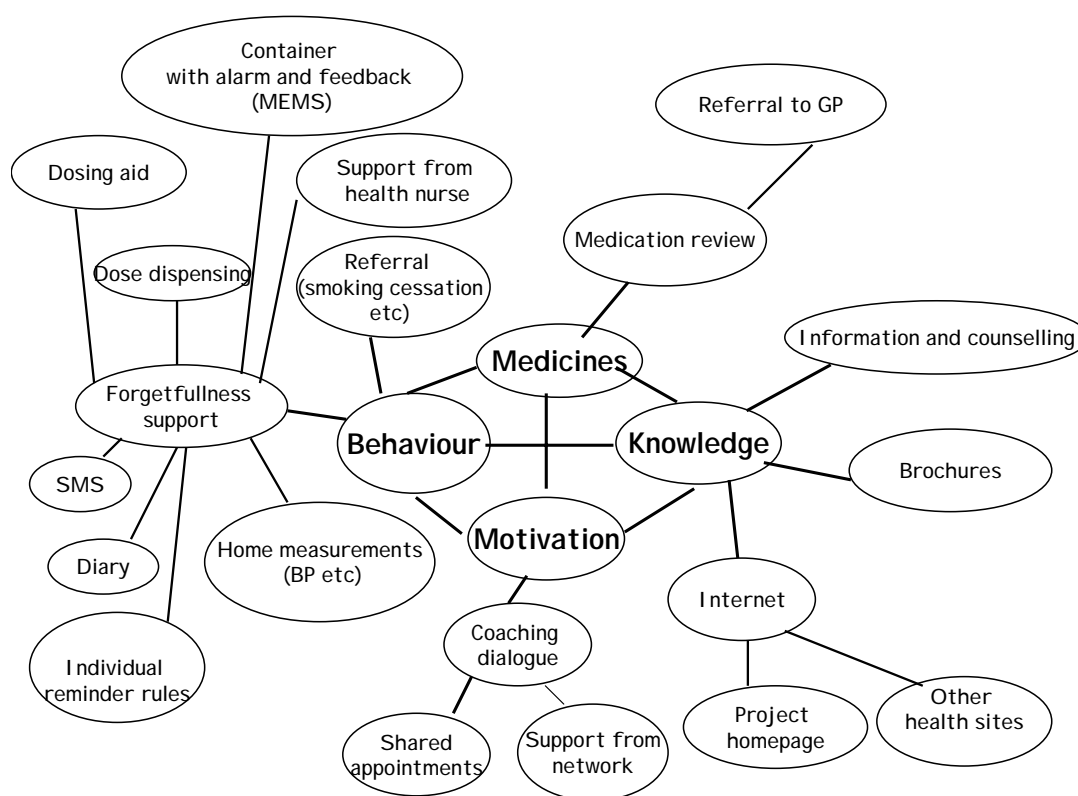 Container
with alarm and feedback
(MEMS)
Referral to GP
Dosing aid
Support from
health nurse
Medication review
Dose dispensing
Referral
(smoking cessation
etc)
Information and counselling
Medicines
Forgetfullness
support
Behaviour
Knowledge
Brochures
SMS
Motivation
Home measurements
(BP etc)
Diary
Internet
Coaching
dialogue
Individual
reminder rules
Other
health sites
Project
homepage
Shared
appointments
Support from
network